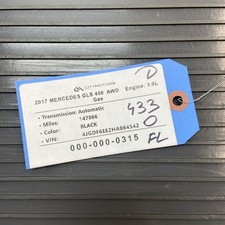 2017 MERCEDES GLS 450 AWD Engine: 3.0L
Gas
• Transmission: Automatic
• Miles: 147066
• Color: BLACK
• VIN: 4JGDF6EE2HA864542
000-000-0315
D
433
O
FL